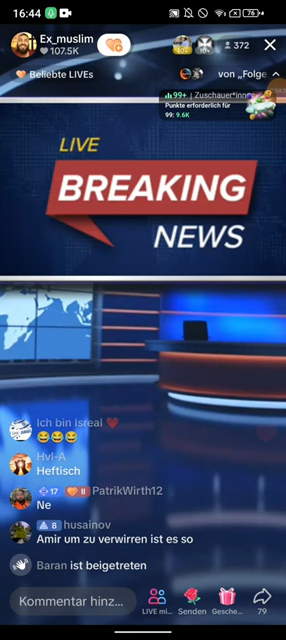 16:44
76
Ex_muslim
107.5K
372
Beliebte LIVEs
von „Folge
99+ | Zuschauer*innen
Punkte erforderlich für
99: 9.6K
LIVE
BREAKING
NEWS
Ich bin Isreal ❤️
😂😂😂
Hvl-A
Heftisch
17 II PatrikWirth12
Ne
8 husainov
Amir um zu verwirren ist es so
Baran ist beigetreten
Kommentar hinz...
LIVE mi...
Senden
Gesche...
79